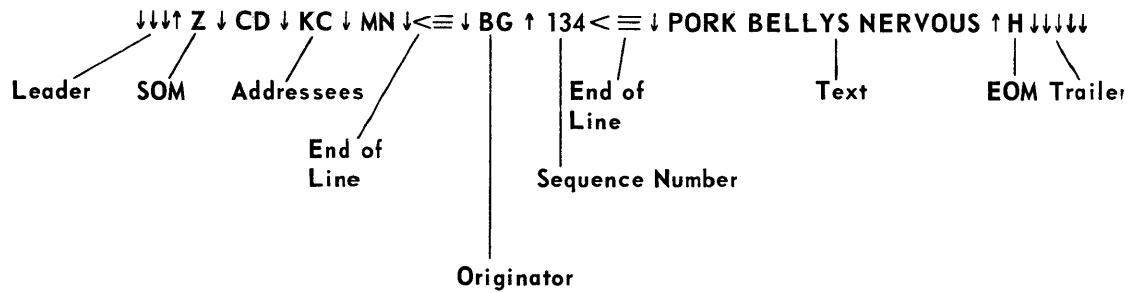 ↓↓↓↑ Z ↓ CD ↓ KC ↓ MN ↓<≡ ↓ BG ↑ 134 < ≡ ↓ PORK BELLYS NERVOUS ↑ H ↓↓↓↓↓
Leader SOM Addressees End of Text EOM Trailer
Line
End of
Line
Sequence Number
Originator